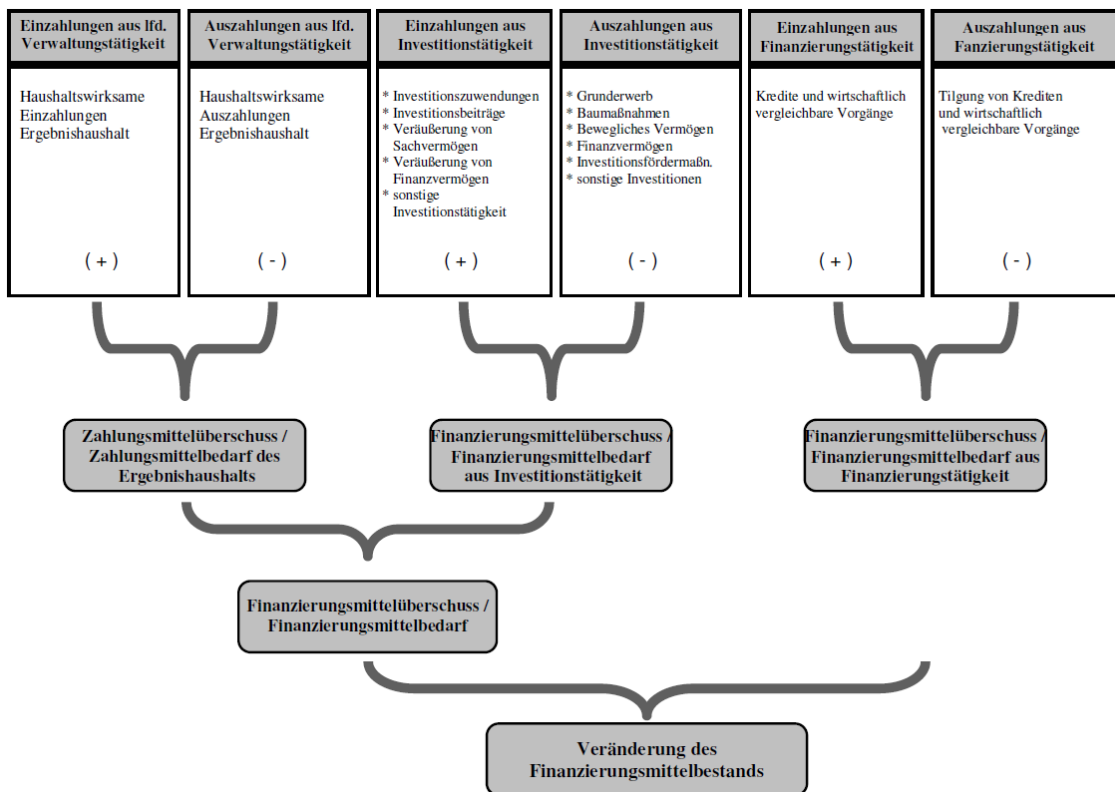 Einzahlungen aus lfd.
Verwaltungstätigkeit
Haushaltswirksame
Einzahlungen
Ergebnishaushalt
( + )
Auszahlungen aus lfd.
Verwaltungstätigkeit
Haushaltswirksame
Auszahlungen
Ergebnishaushalt
( - )
Einzahlungen aus
Investitionstätigkeit
* Investitionszuwendungen
* Investitionsbeiträge
* Veräußerung von
Sachvermögen
* Veräußerung von
Finanzvermögen
* sonstige
Investitionstätigkeit
( + )
Auszahlungen aus
Investitionstätigkeit
* Grunderwerb
* Baumaßnahmen
* Bewegliches Vermögen
* Finanzvermögen
* Investitionsfördermaßn.
* sonstige Investitionen
( - )
Einzahlungen aus
Finanzierungstätigkeit
Kredite und wirtschaftlich
vergleichbare Vorgänge
( + )
Auszahlungen aus
Fanzierungstätigkeit
Tilgung von Krediten
und wirtschaftlich
vergleichbare Vorgänge
( - )
Zahlungsmittelüberschuss /
Zahlungsmittelbedarf des
Ergebnishaushalts
Finanzierungsmittelüberschuss /
Finanzierungsmittelbedarf
aus Investitionstätigkeit
Finanzierungsmittelüberschuss /
Finanzierungsmittelbedarf aus
Finanzierungstätigkeit
Finanzierungsmittelüberschuss /
Finanzierungsmittelbedarf
Veränderung des
Finanzierungsmittelbestands